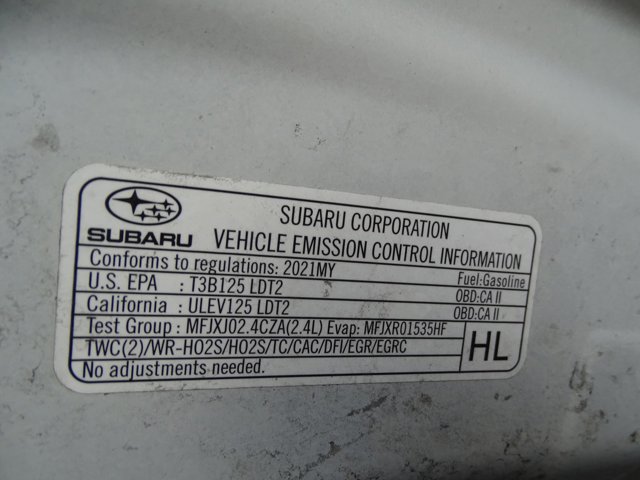 SUBARU
SUBARU CORPORATION
VEHICLE EMISSION CONTROL INFORMATION
Conforms to regulations: 2021MY Fuel:Gasoline
U.S. EPA : T3B125 LDT2 OBD:CA II
California : ULEV125 LDT2 OBD:CA II
Test Group : MFJXJ02.4CZA(2.4L) Evap: MFJXR01535HF
TWC(2)/WR-HO2S/HO2S/TC/CAC/DFI/EGR/EGRC
No adjustments needed.
HL